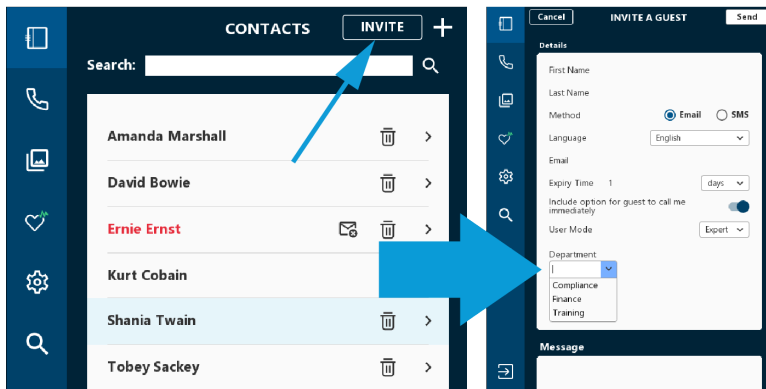 CONTACTS
INVITE
Search:
Amanda Marshall
David Bowie
Ernie Ernst
Kurt Cobain
Shania Twain
Tobey Sackey
Cancel
INVITE A GUEST
Send
Details
First Name
Last Name
Method
Email
SMS
Language
English
Email
Expiry Time
1
days
Include option for guest to call me
immediately
User Mode
Expert
Department
Compliance
Finance
Training
Message